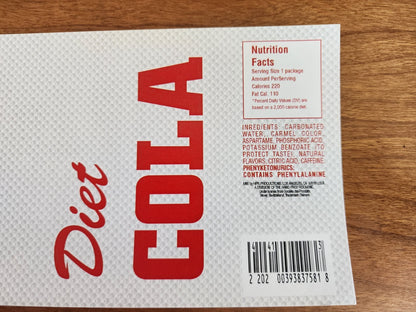 Diet
COLA
Nutrition
Facts
Serving Size 1 package
Amount PerServing
Calories 220
Fat Cal. 110
*Percent Daily Values (DV) are
based on a 2,000 calorie diet.
INGREDIENTS: CARBONATED
WATER, CARMEL COLOR,
ASPARTAME, PHOSPHORIC ACID,
POTASSIUM BENZOATE (TO
PROTECT TASTE), NATURAL
FLAVORS, CITRIC ACID, CAFFEINE.
PHENYKETONURICS:
CONTAINS PHENYLALANINE
2 202 00393837581 8